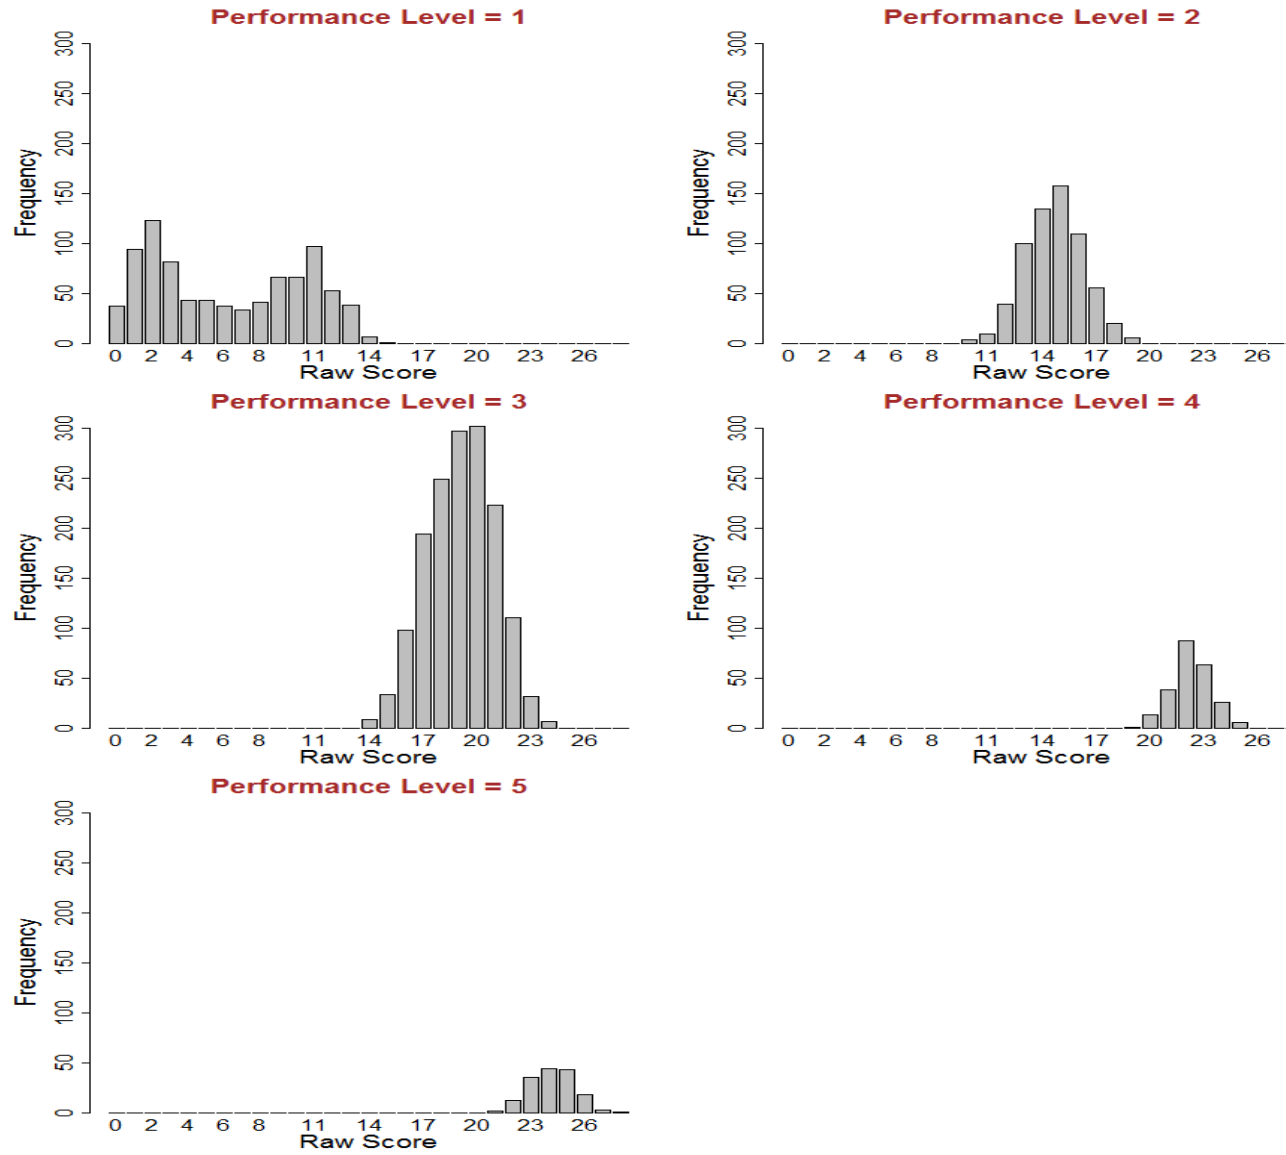 Performance Level = 1
Frequency
300
250
200
150
100
50
0
0 2 4 6 8 11 14 17 20 23 26
Raw Score
Performance Level = 2
Frequency
300
250
200
150
100
50
0
0 2 4 6 8 11 14 17 20 23 26
Raw Score
Performance Level = 3
Frequency
300
250
200
150
100
50
0
0 2 4 6 8 11 14 17 20 23 26
Raw Score
Performance Level = 4
Frequency
300
250
200
150
100
50
0
0 2 4 6 8 11 14 17 20 23 26
Raw Score
Performance Level = 5
Frequency
300
250
200
150
100
50
0
0 2 4 6 8 11 14 17 20 23 26
Raw Score